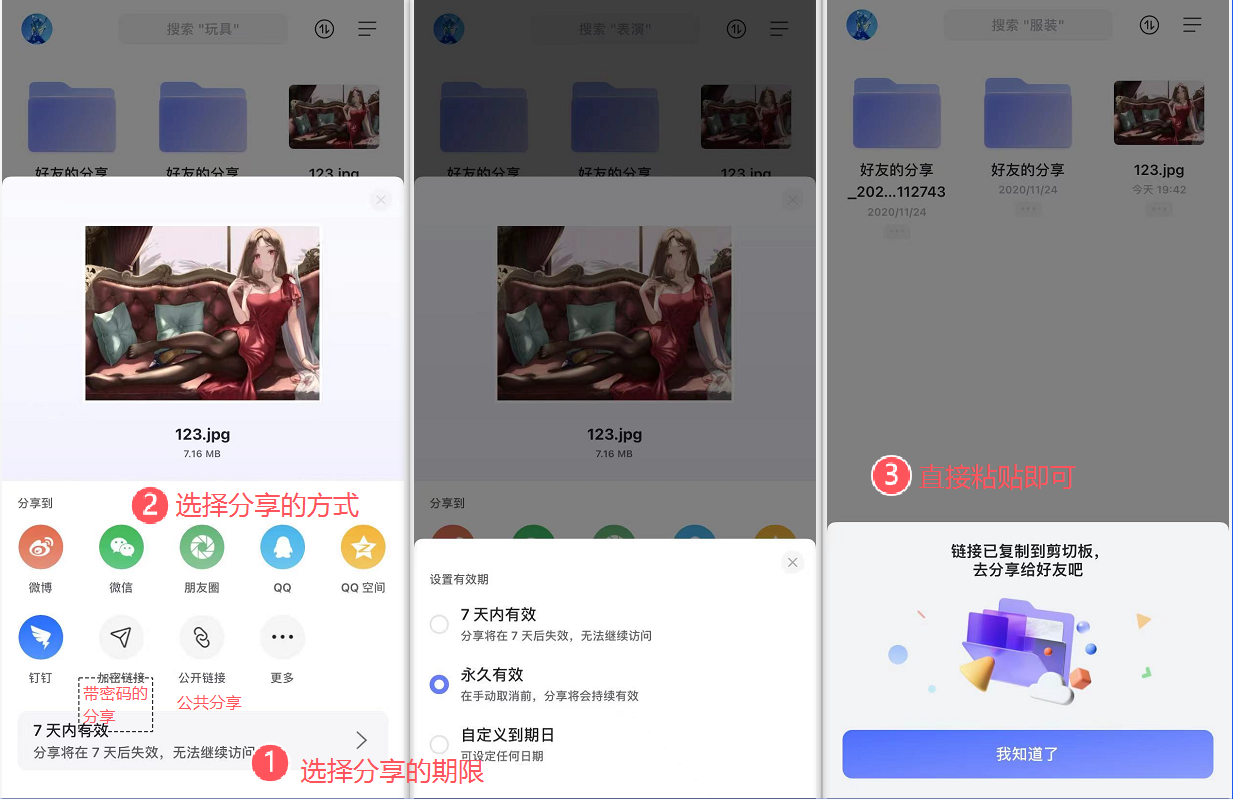 搜索 "玩具"
好友的分享
好友的分享
123.jpg
123.jpg
7.16 MB
分享到
2 选择分享的方式
微博
微信
朋友圈
QQ
QQ 空间
钉钉
加密链接
公开链接
更多
带密码的
分享
公共分享
7 天内有效
分享将在 7 天后失效，无法继续访问
1 选择分享的期限
搜索 "表演"
好友的分享
好友的分享
123.jpg
123.jpg
7.16 MB
分享到
设置有效期
7 天内有效
分享将在 7 天后失效，无法继续访问
永久有效
在手动取消前，分享将会持续有效
自定义到期日
可设定任何日期
搜索 "服装"
好友的分享
_202...112743
2020/11/24
好友的分享
2020/11/24
123.jpg
今天 19:42
3 直接粘贴即可
链接已复制到剪切板，
去分享给好友吧
我知道了